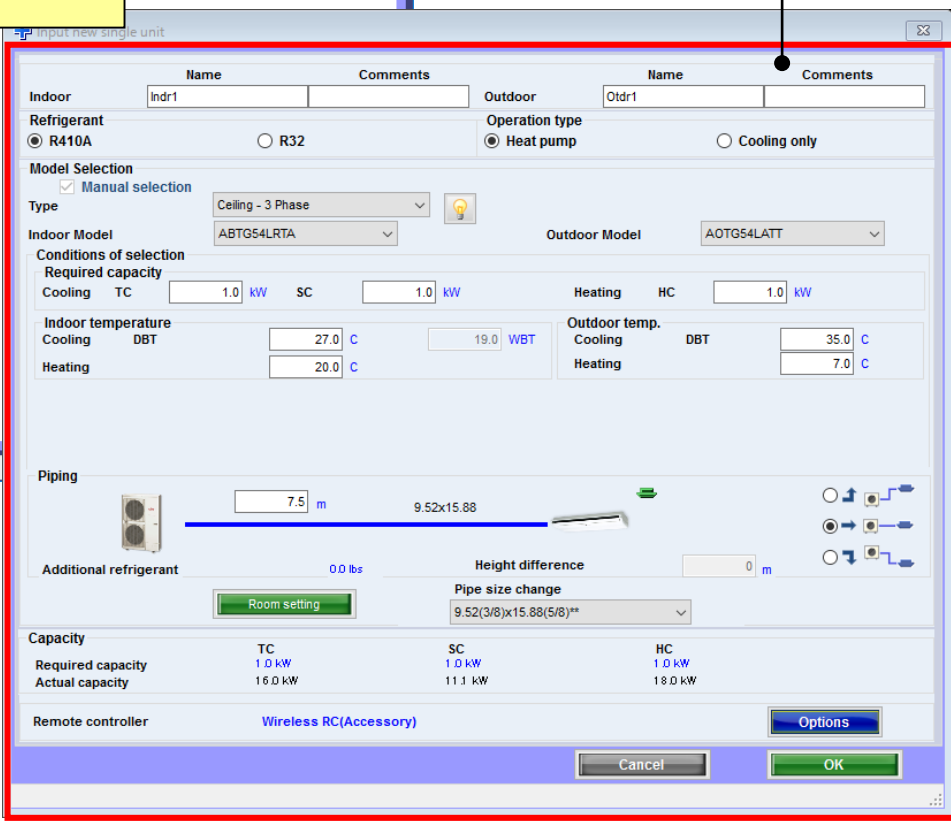 Input new single unit
Name Comments Name Comments
Indoor Indr1 Outdoor Otdr1
Refrigerant Operation type
R410A R32 Heat pump Cooling only
Model Selection
Manual selection
Type Ceiling - 3 Phase
Indoor Model ABTG54LRTA Outdoor Model AOTG54LATT
Conditions of selection
Required capacity
Cooling TC 1.0 kW SC 1.0 kW Heating HC 1.0 kW
Indoor temperature Outdoor temp.
Cooling DBT 27.0 C 19.0 WBT Cooling DBT 35.0 C
Heating 20.0 C Heating 7.0 C
Piping
7.5 m 9.52x15.88
Additional refrigerant 0.0 lbs Height difference 0 m
Pipe size change
Room setting 9.52(3/8)x15.88(5/8)**
Capacity
TC SC HC
Required capacity 1.0 kW 1.0 kW 1.0 kW
Actual capacity 16.0 kW 11.1 kW 18.0 kW
Remote controller Wireless RC(Accessory) Options
Cancel OK